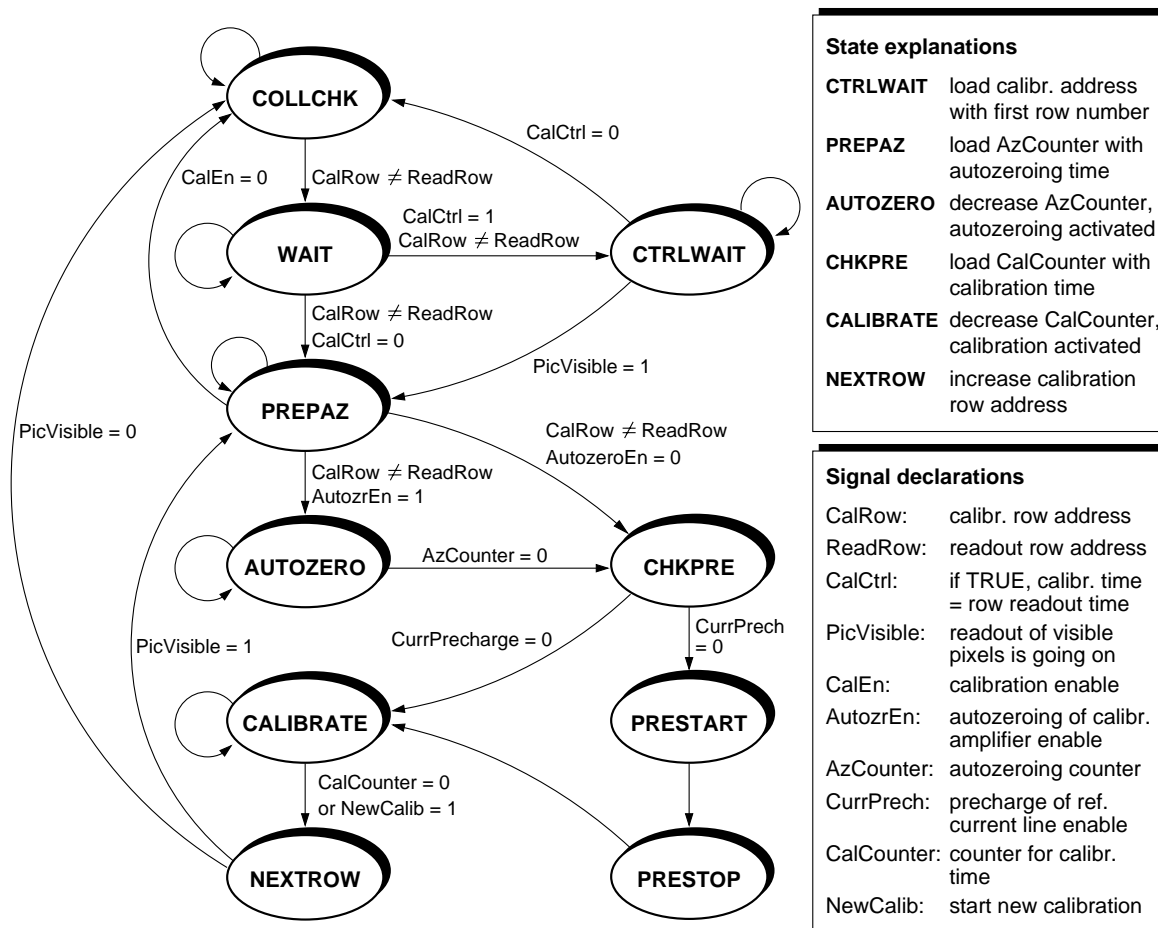 COLLCHK
CalCtrl = 0
CalEn = 0
CalRow ≠ ReadRow
WAIT
CalCtrl = 1
CalRow ≠ ReadRow
CTRLWAIT
CalRow ≠ ReadRow
CalCtrl = 0
PicVisible = 1
PREPAZ
PicVisible = 0
CalRow ≠ ReadRow
AutozeroEn = 0
CalRow ≠ ReadRow
AutozrEn = 1
AUTOZERO
AzCounter = 0
CHKPRE
PicVisible = 1
CurrPrecharge = 0
CurrPrech
= 0
CALIBRATE
PRESTART
CalCounter = 0
or NewCalib = 1
NEXTROW
PRESTOP
State explanations
CTRLWAIT load calibr. address
with first row number
PREPAZ load AzCounter with
autozeroing time
AUTOZERO decrease AzCounter,
autozeroing activated
CHKPRE load CalCounter with
calibration time
CALIBRATE decrease CalCounter,
calibration activated
NEXTROW increase calibration
row address
Signal declarations
CalRow: calibr. row address
ReadRow: readout row address
CalCtrl: if TRUE, calibr. time
= row readout time
PicVisible: readout of visible
pixels is going on
CalEn: calibration enable
AutozrEn: autozeroing of calibr.
amplifier enable
AzCounter: autozeroing counter
CurrPrech: precharge of ref.
current line enable
CalCounter: counter for calibr.
time
NewCalib: start new calibration